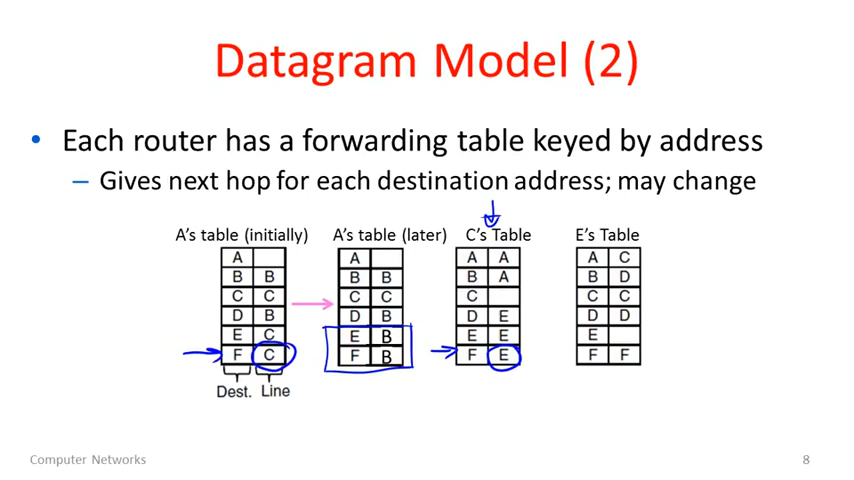 Datagram Model (2)
• Each router has a forwarding table keyed by address
– Gives next hop for each destination address; may change
A's table (initially) A's table (later) C's Table E's Table
A A A A A C
B B B B B A B D
C C C C C C C
D B D B D E D D
E C E B E E E
F C F B F E F F
Dest. Line
Computer Networks 8